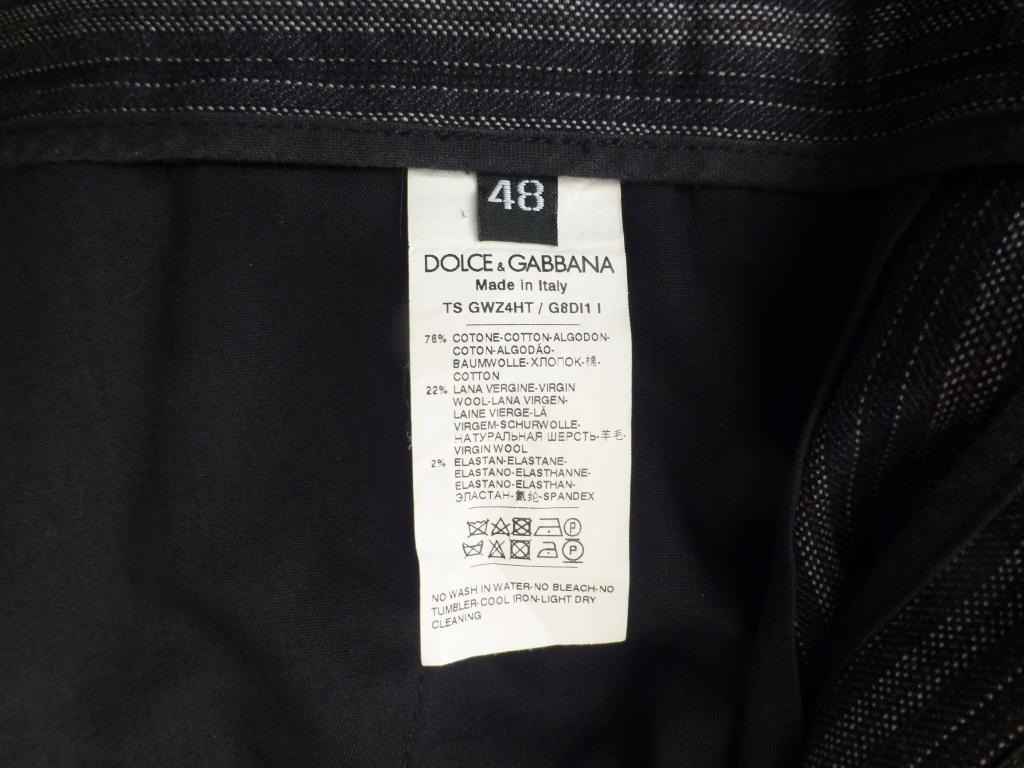 48
DOLCE & GABBANA
Made in Italy
TS GWZ4HT / G8DI1 I
76% COTONE-COTTON-ALGODON-
COTON-ALGODÃO-
BAUMWOLLE-ХЛОПОК-棉-
COTTON
22% LANA VERGINE-VIRGIN
WOOL-LANA VIRGEN-
LAINE VIERGE-LÃ
VIRGEM-SCHURWOLLE-
НАТУРАЛЬНАЯ ШЕРСТЬ-羊毛-
VIRGIN WOOL
2% ELASTAN-ELASTANE-
ELASTANO-ELASTHANNE-
ELASTANO-ELASTHAN-
ЭЛАСТАН-氨纶-SPANDEX
P
P
NO WASH IN WATER-NO BLEACH-NO
TUMBLER-COOL IRON-LIGHT DRY
CLEANING